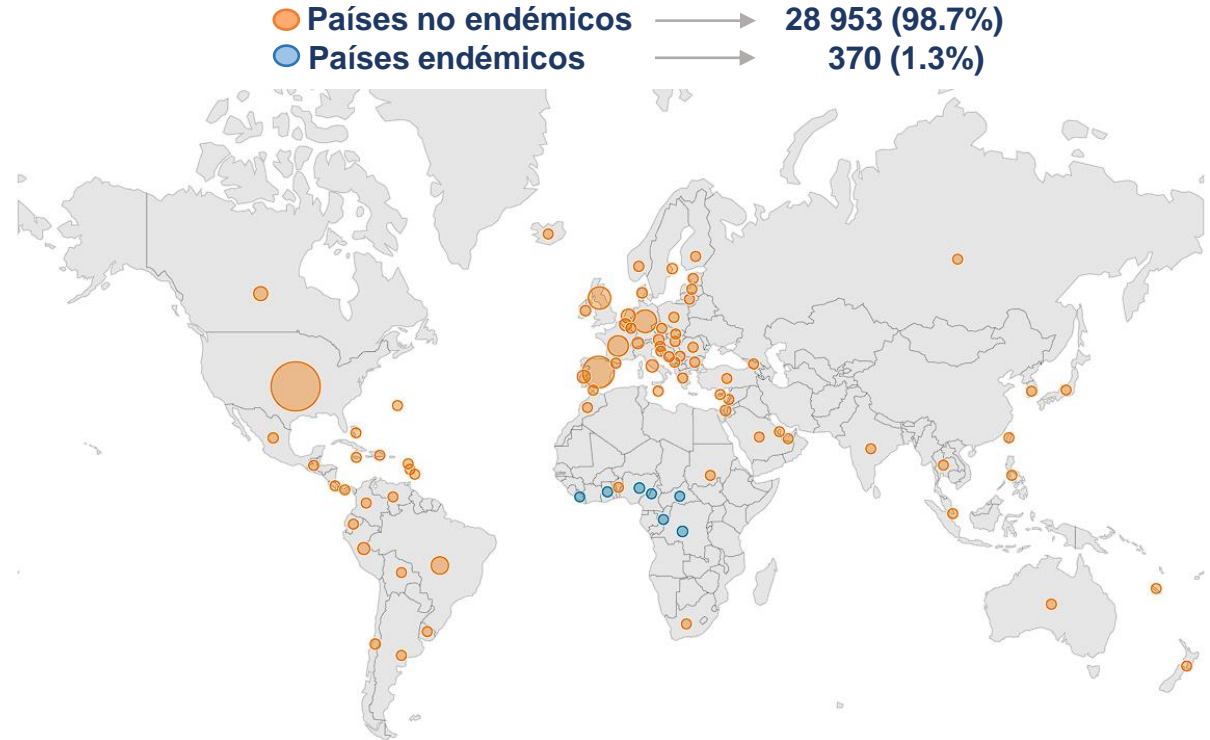 Países no endémicos 28 953 (98.7%)
Países endémicos 370 (1.3%)